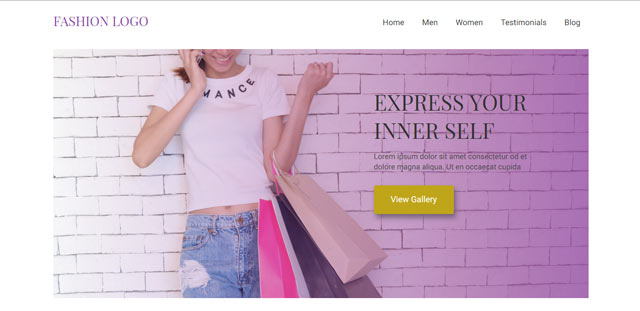 FASHION LOGO
Home Men Women Testimonials Blog
MANCE
EXPRESS YOUR
INNER SELF
Lorem ipsum dolor sit amet consectetur od et
dolore magna aliqua. Ut en occaecat cupida
View Gallery